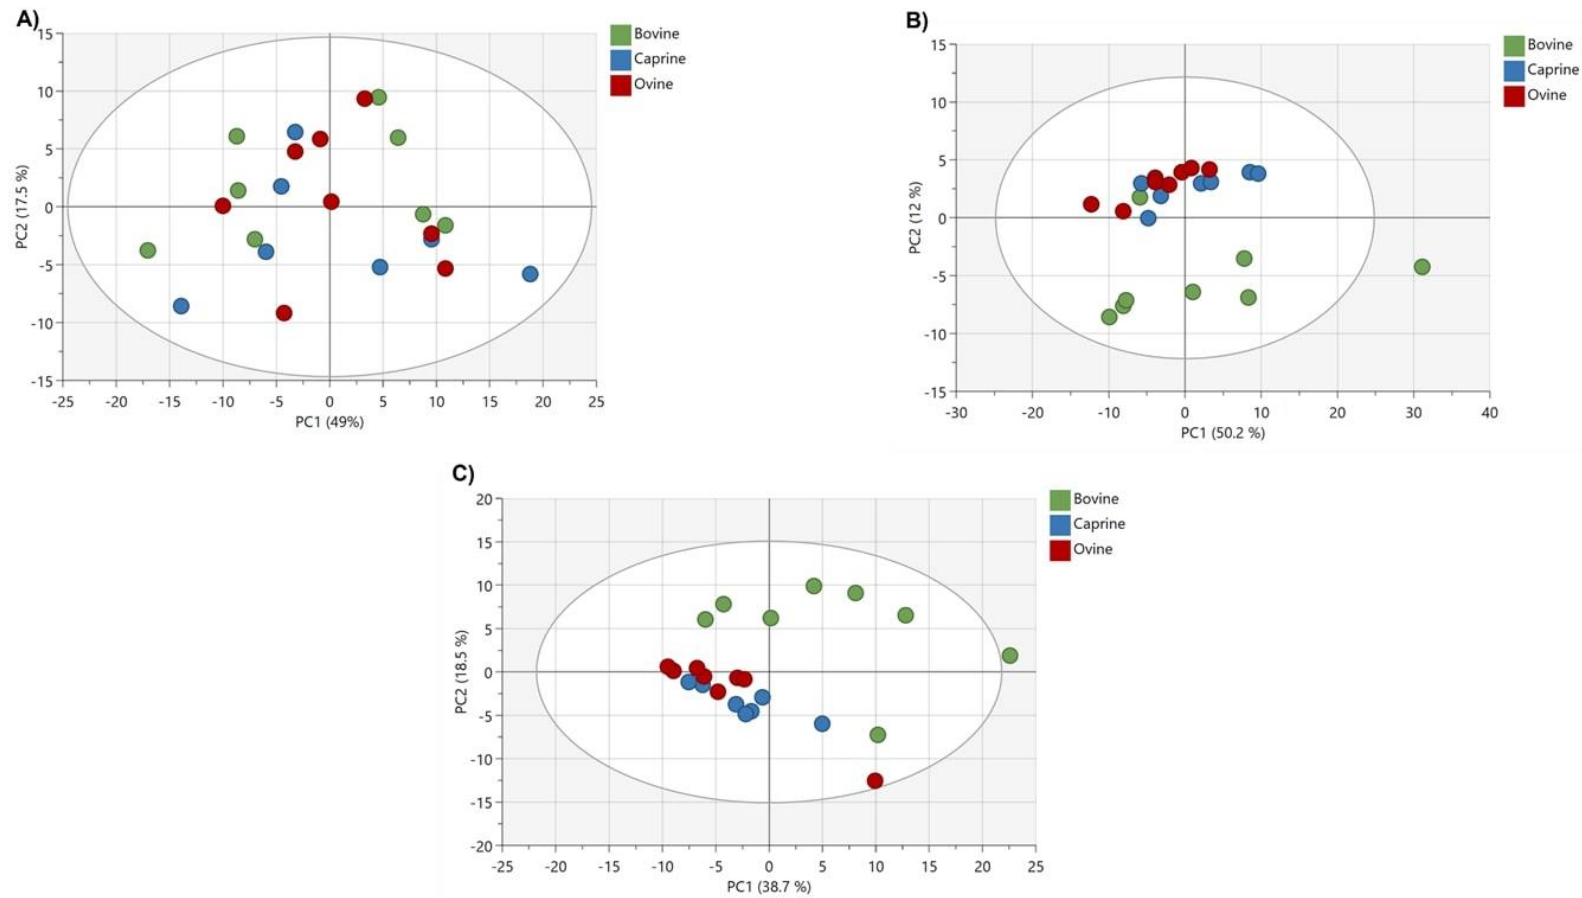 A)
Bovine
Caprine
Ovine
15
10
5
0
-5
-10
-15
PC2 (17.5 %)
-25 -20 -15 -10 -5 0 5 10 15 20 25
PC1 (49%)
B)
Bovine
Caprine
Ovine
15
10
5
0
-5
-10
-15
PC2 (12 %)
-30 -20 -10 0 10 20 30 40
PC1 (50.2 %)
C)
Bovine
Caprine
Ovine
20
15
10
5
0
-5
-10
-15
-20
PC2 (18.5 %)
-25 -20 -15 -10 -5 0 5 10 15 20 25
PC1 (38.7 %)